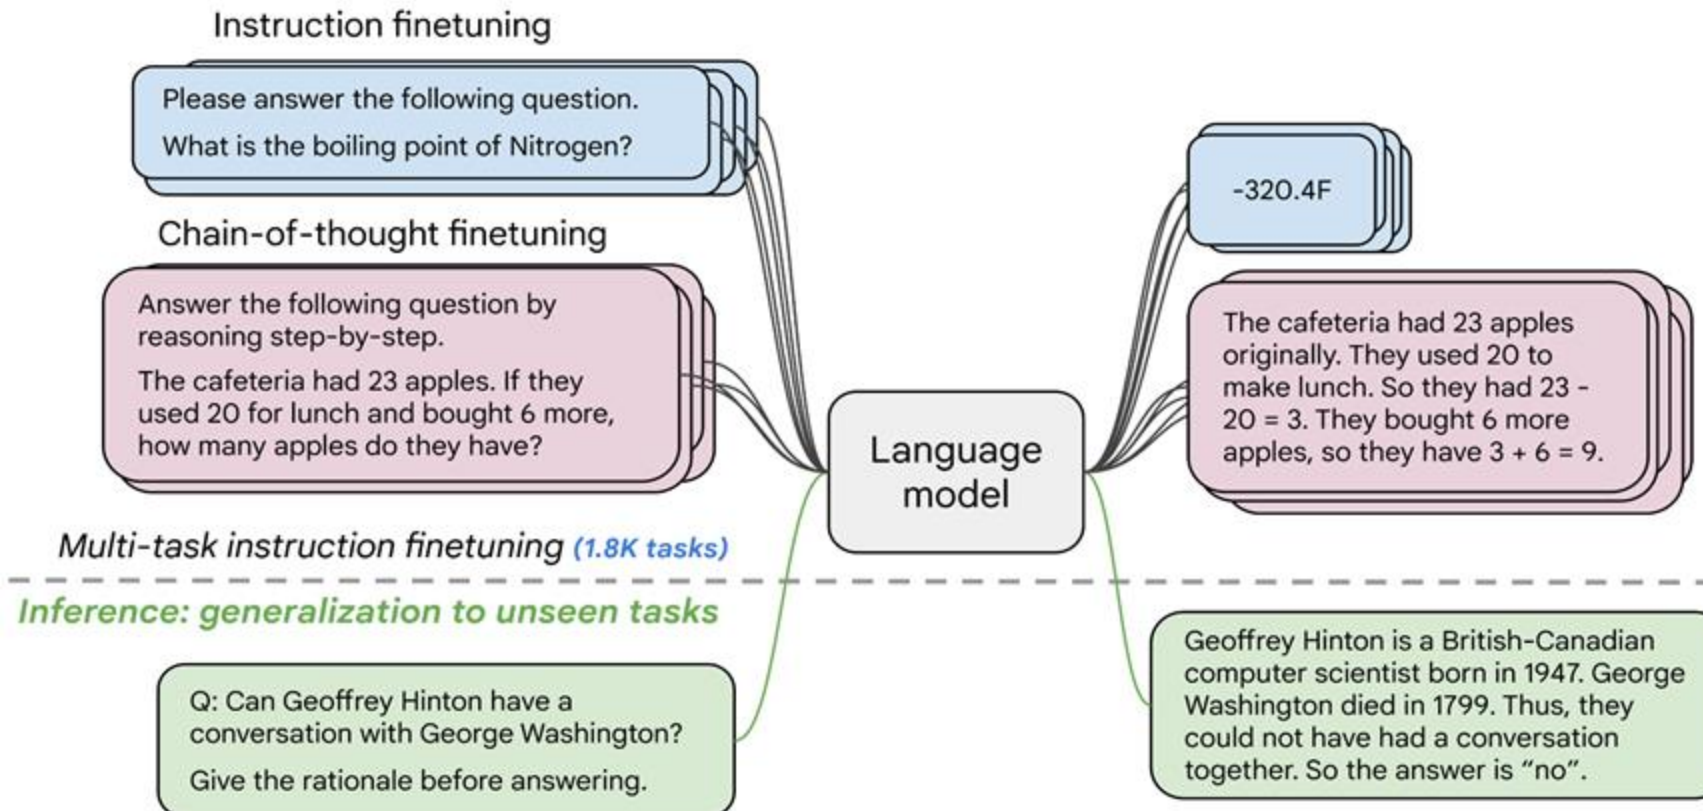 Instruction finetuning
Please answer the following question.
What is the boiling point of Nitrogen?
-320.4F
Chain-of-thought finetuning
Answer the following question by
reasoning step-by-step.
The cafeteria had 23 apples. If they
used 20 for lunch and bought 6 more,
how many apples do they have?
Language
model
The cafeteria had 23 apples
originally. They used 20 to
make lunch. So they had 23 -
20 = 3. They bought 6 more
apples, so they have 3 + 6 = 9.
Multi-task instruction finetuning (1.8K tasks)
Inference: generalization to unseen tasks
Q: Can Geoffrey Hinton have a
conversation with George Washington?
Give the rationale before answering.
Geoffrey Hinton is a British-Canadian
computer scientist born in 1947. George
Washington died in 1799. Thus, they
could not have had a conversation
together. So the answer is “no”.